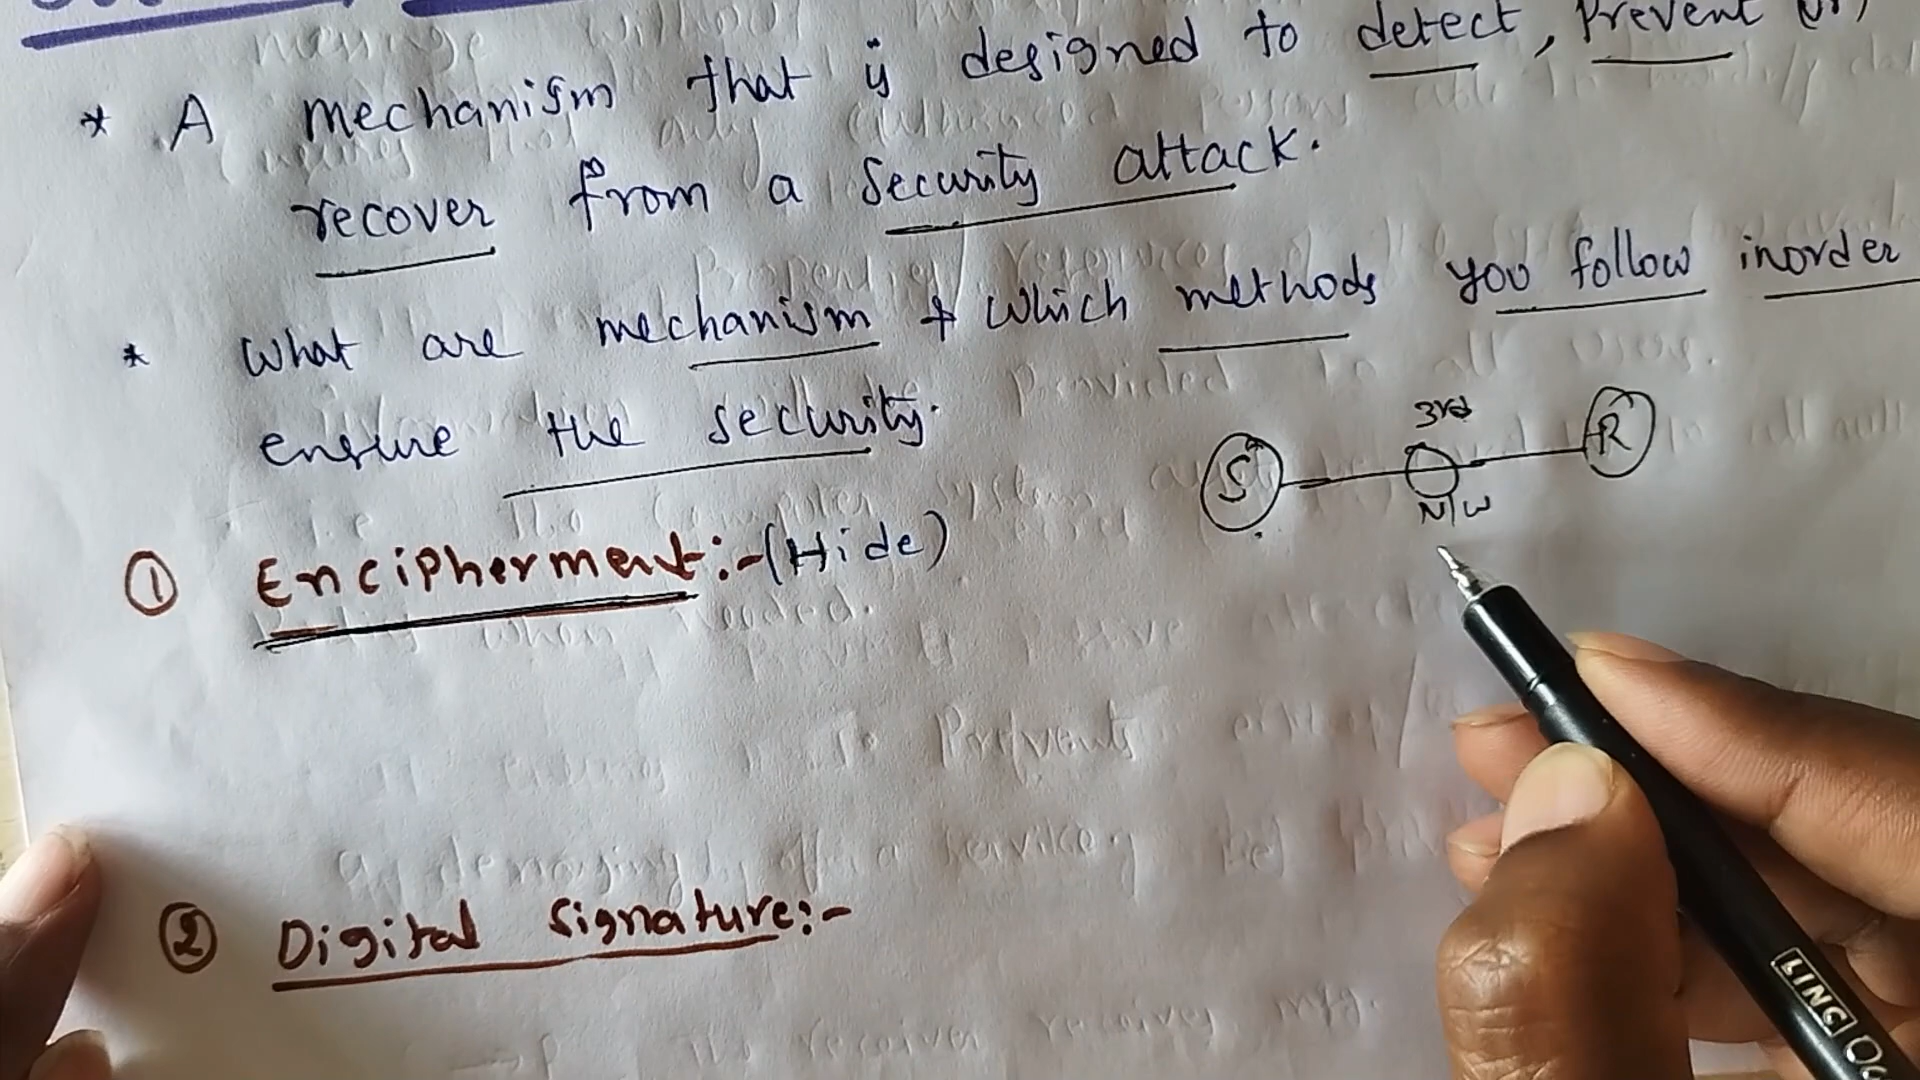 * A mechanism that is designed to detect, Prevent (or)
recover from a Security attack.
* What are mechanism & Which methods you follow inorder
ensure the security.
3rd
S
R
N/W
① Encipherment:-(Hide)
② Digital Signature:-
LINC